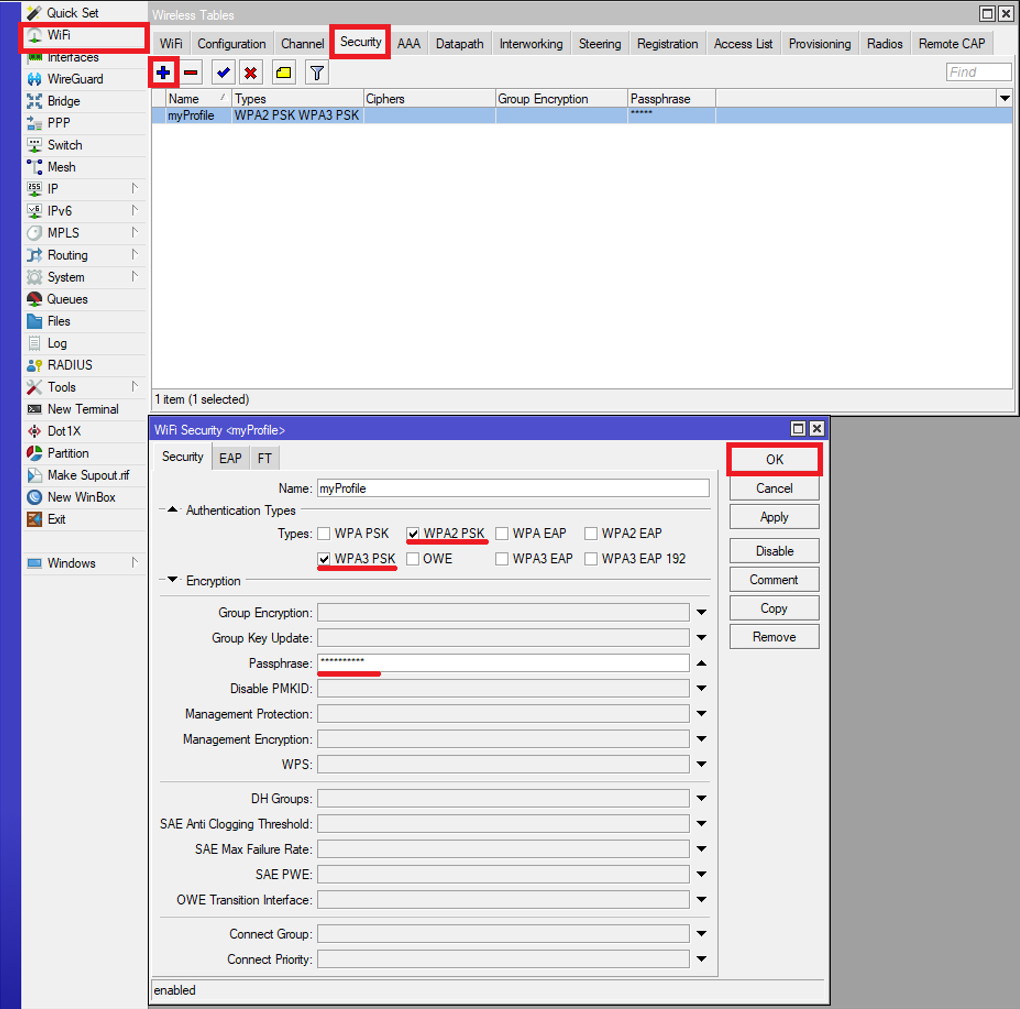 Quick Set
WiFi
Interfaces
WireGuard
Bridge
PPP
Switch
Mesh
IP
IPv6
MPLS
Routing
System
Queues
Files
Log
RADIUS
Tools
New Terminal
Dot1X
Partition
Make Supout.rif
New WinBox
Exit
Windows
Wireless Tables
WiFi Configuration Channel Security AAA Datapath Interworking Steering Registration Access List Provisioning Radios Remote CAP
Find
Name Types Ciphers Group Encryption Passphrase
myProfile WPA2 PSK WPA3 PSK *****
1 item (1 selected)
WiFi Security <myProfile>
Security EAP FT
Name: myProfile
Authentication Types
Types: WPA PSK WPA2 PSK WPA EAP WPA2 EAP
WPA3 PSK OWE WPA3 EAP WPA3 EAP 192
Encryption
Group Encryption:
Group Key Update:
Passphrase: **********
Disable PMKID:
Management Protection:
Management Encryption:
WPS:
DH Groups:
SAE Anti Clogging Threshold:
SAE Max Failure Rate:
SAE PWE:
OWE Transition Interface:
Connect Group:
Connect Priority:
OK
Cancel
Apply
Disable
Comment
Copy
Remove
enabled